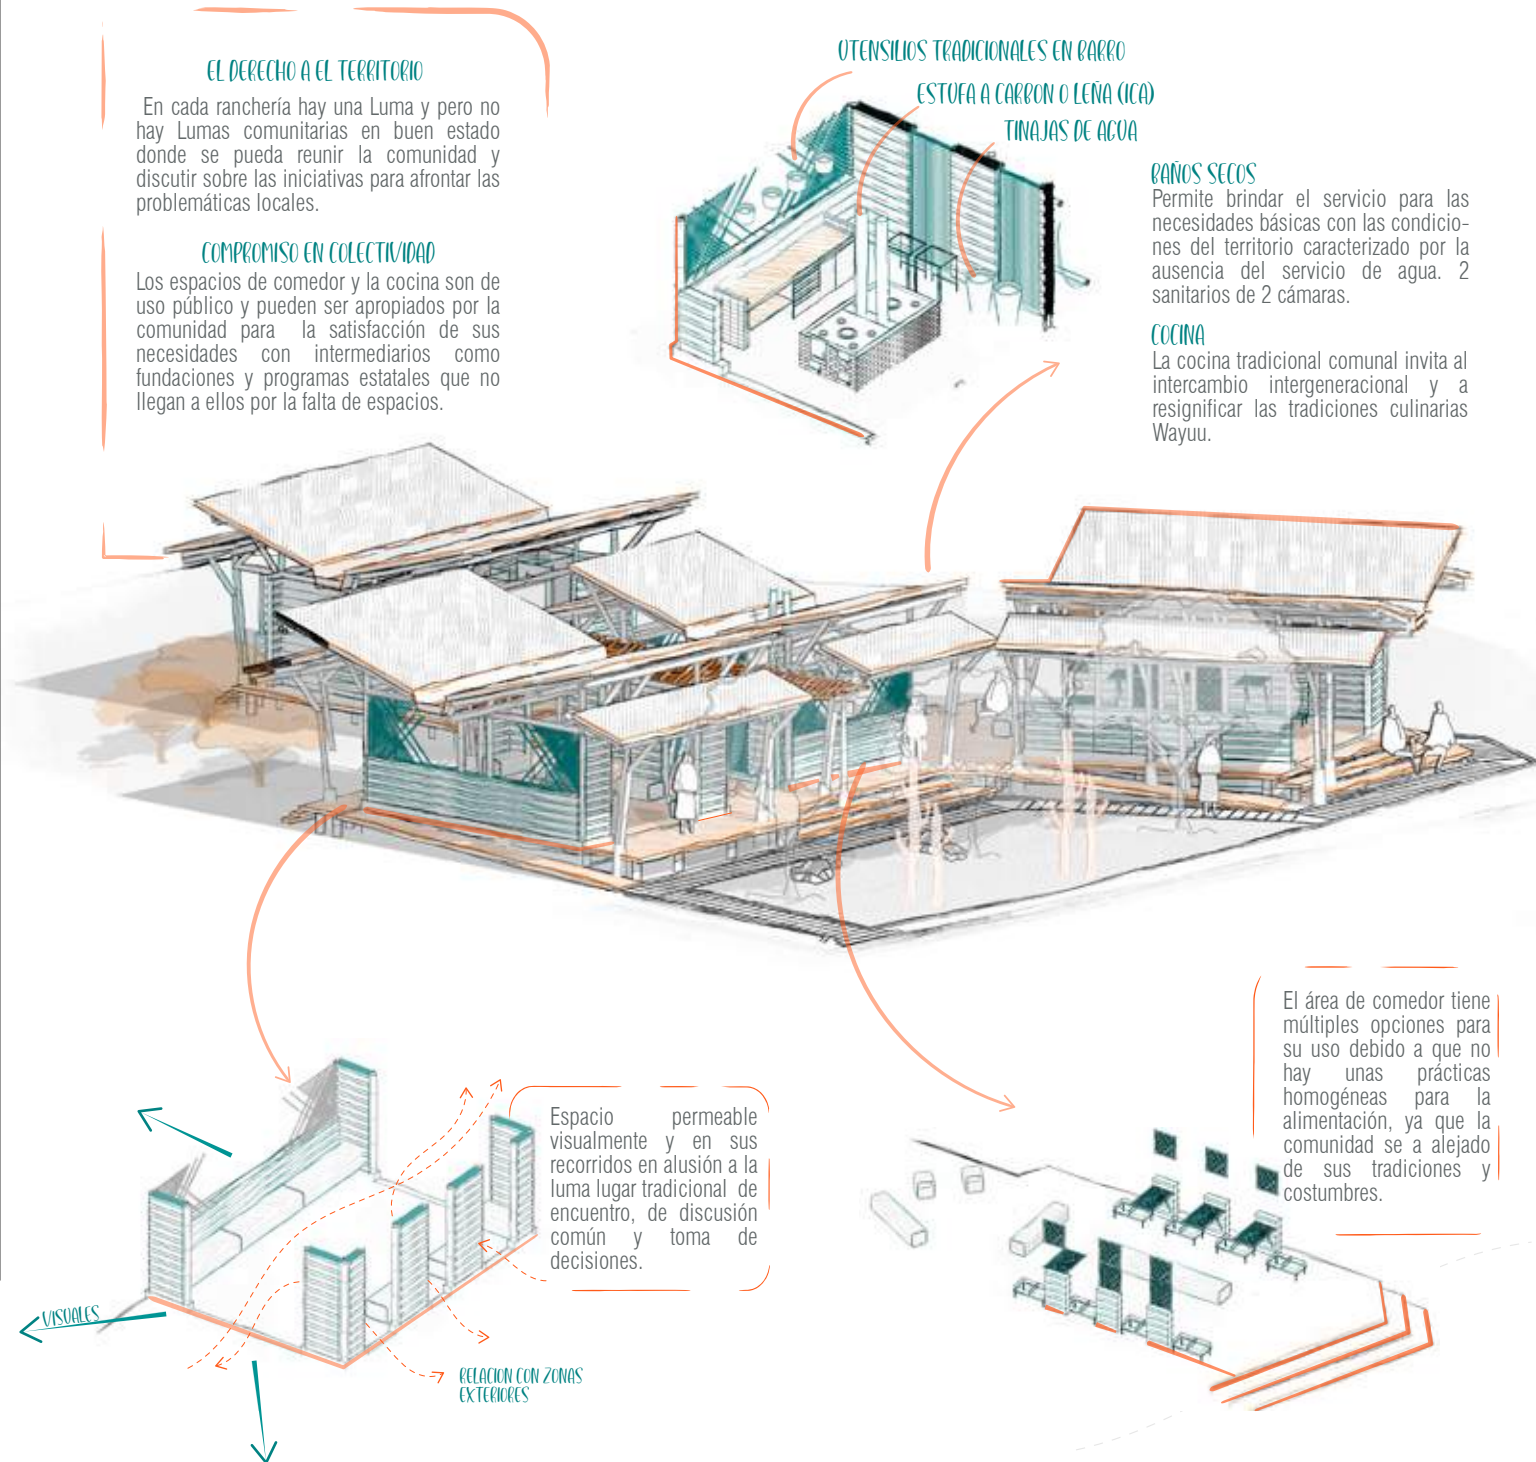 EL DERECHO A EL TERRITORIO
En cada ranchería hay una Luma y pero no
hay Lumas comunitarias en buen estado
donde se pueda reunir la comunidad y
discutir sobre las iniciativas para afrontar las
problemáticas locales.
COMPROMISO EN COLECTIVIDAD
Los espacios de comedor y la cocina son de
uso público y pueden ser apropiados por la
comunidad para la satisfacción de sus
necesidades con intermediarios como
fundaciones y programas estatales que no
llegan a ellos por la falta de espacios.
UTENSILIOS TRADICIONALES EN BARRO
ESTUFA A CARBON O LEÑA (ICA)
TINAJAS DE AGUA
BAÑOS SECOS
Permite brindar el servicio para las
necesidades básicas con las condicio-
nes del territorio caracterizado por la
ausencia del servicio de agua. 2
sanitarios de 2 cámaras.
COCINA
La cocina tradicional comunal invita al
intercambio intergeneracional y a
resignificar las tradiciones culinarias
Wayuu.
Espacio permeable
visualmente y en sus
recorridos en alusión a la
luma lugar tradicional de
encuentro, de discusión
común y toma de
decisiones.
VISUALES
RELACION CON ZONAS
EXTERIORES
El área de comedor tiene
múltiples opciones para
su uso debido a que no
hay unas prácticas
homogéneas para la
alimentación, ya que la
comunidad se a alejado
de sus tradiciones y
costumbres.